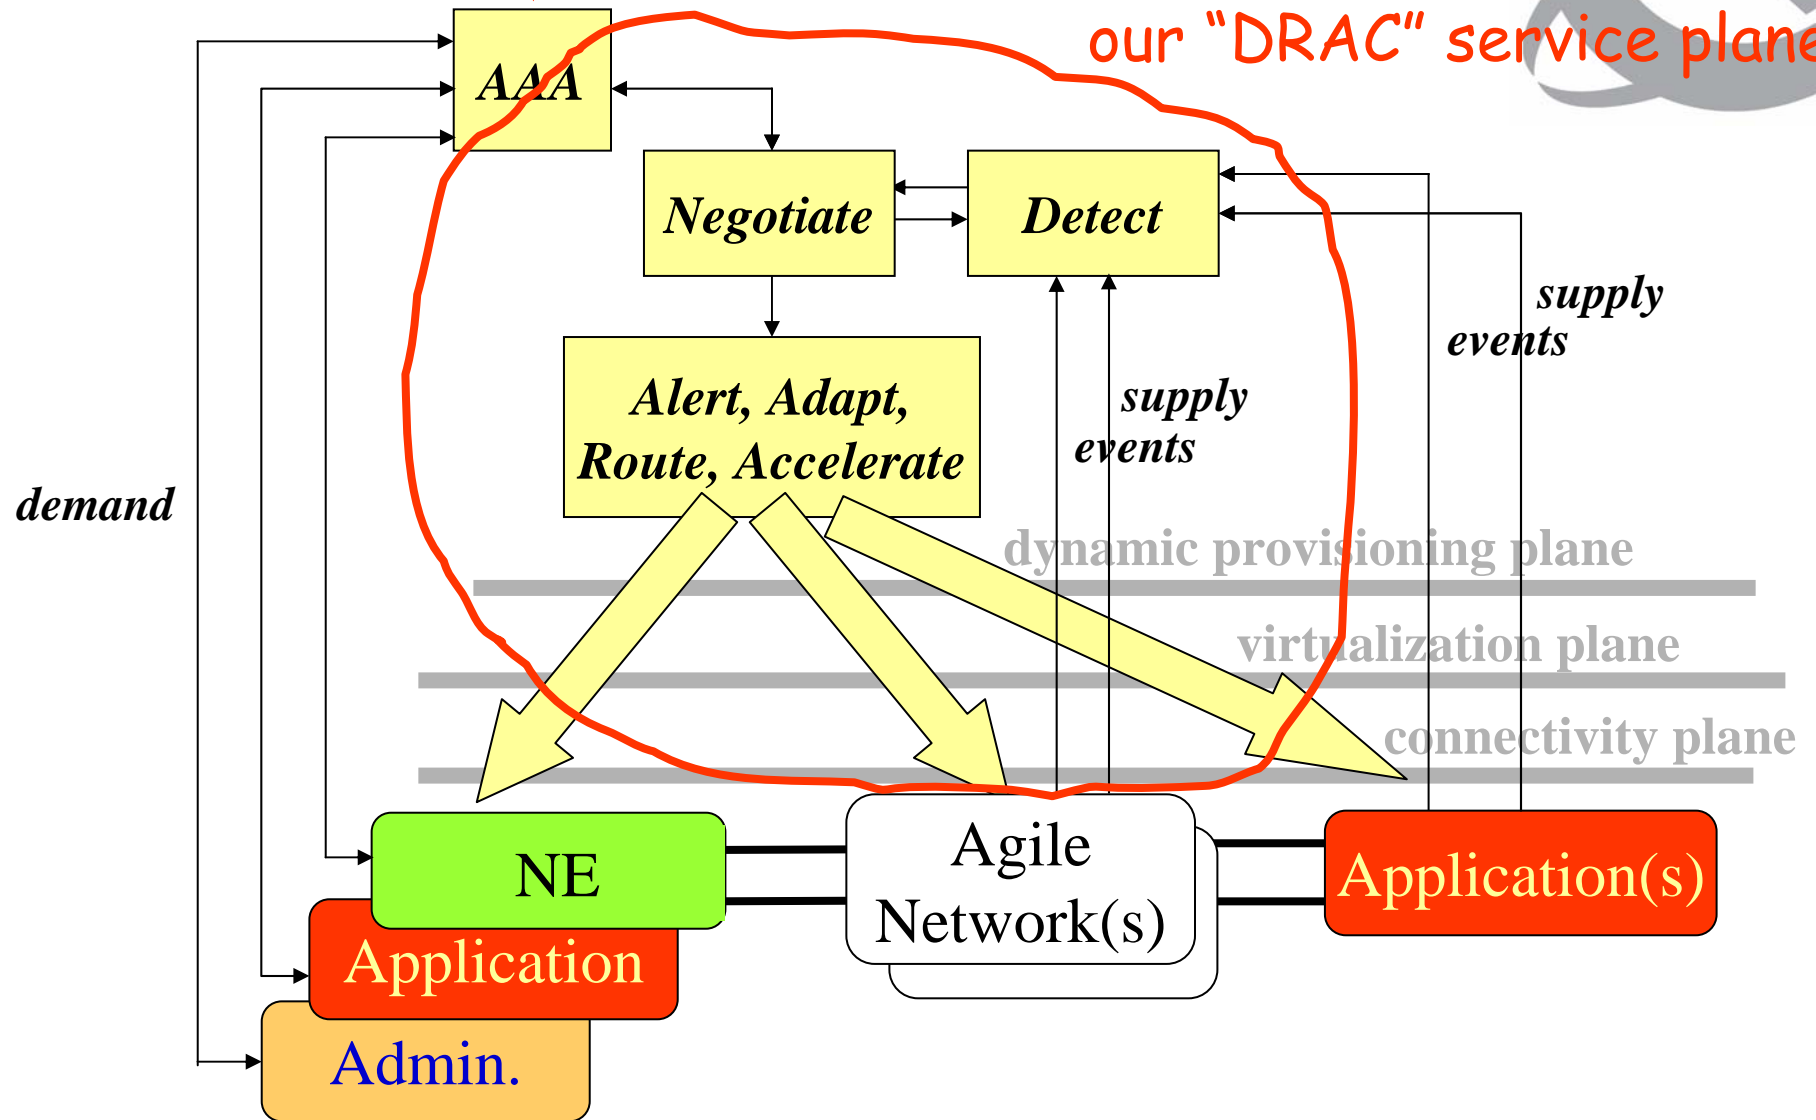 our “DRAC” service plane
AAA
Negotiate
Detect
supply
events
Alert, Adapt,
Route, Accelerate
supply
events
demand
dynamic provisioning plane
virtualization plane
connectivity plane
NE
Agile
Network(s)
Application(s)
Application
Admin.